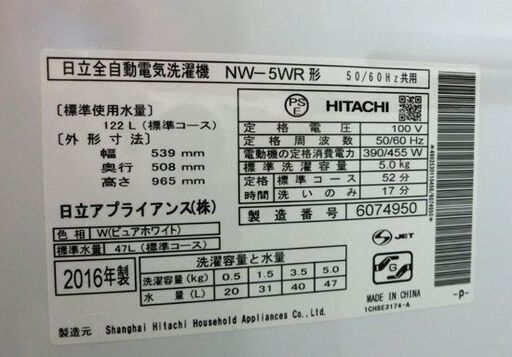 日立全自動電気洗濯機 NW-5WR 形 50/60Hz共用
[標準使用水量]
122 L (標準コース)
[外形寸法]
幅 539 mm
奥行 508 mm
高さ 965 mm
日立アプライアンス(株)
色相 W(ピュアホワイト)
標準水量 47L (標準コース)
PS
E
HITACHI
定格電圧 100 V
定格周波数 50/60 Hz
電動機の定格消費電力 390/455 W
標準洗濯容量 5.0kg
定格 標準コース 52分
時間 洗いのみ 17分
製造番号 6074950
2016年製
洗濯容量と水量
洗濯容量(kg) 0.5 1.5 3.5 5.0
水量(L) 20 31 40 47
S JET
S G
MADE IN CHINA
1CHSE3174-A
-p-
製造元: Shanghai Hitachi Household Appliances Co., Ltd.